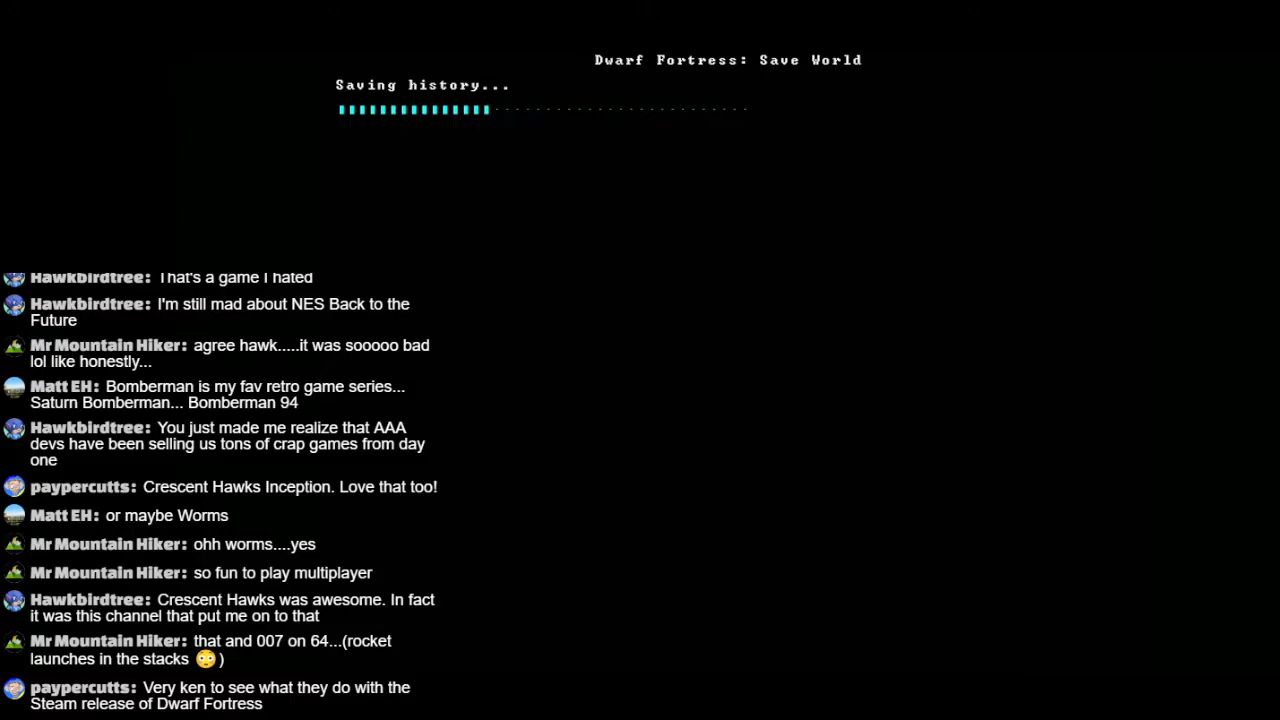 Dwarf Fortress: Save World
Saving history...
Hawkbirdtree: That's a game I hated
Hawkbirdtree: I'm still mad about NES Back to the
Future
Mr Mountain Hiker: agree hawk.....it was sooooo bad
lol like honestly...
Matt EH: Bomberman is my fav retro game series...
Saturn Bomberman... Bomberman 94
Hawkbirdtree: You just made me realize that AAA
devs have been selling us tons of crap games from day
one
paypercutts: Crescent Hawks Inception. Love that too!
Matt EH: or maybe Worms
Mr Mountain Hiker: ohh worms....yes
Mr Mountain Hiker: so fun to play multiplayer
Hawkbirdtree: Crescent Hawks was awesome. In fact
it was this channel that put me on to that
Mr Mountain Hiker: that and 007 on 64...(rocket
launches in the stacks 😳 )
paypercutts: Very ken to see what they do with the
Steam release of Dwarf Fortress